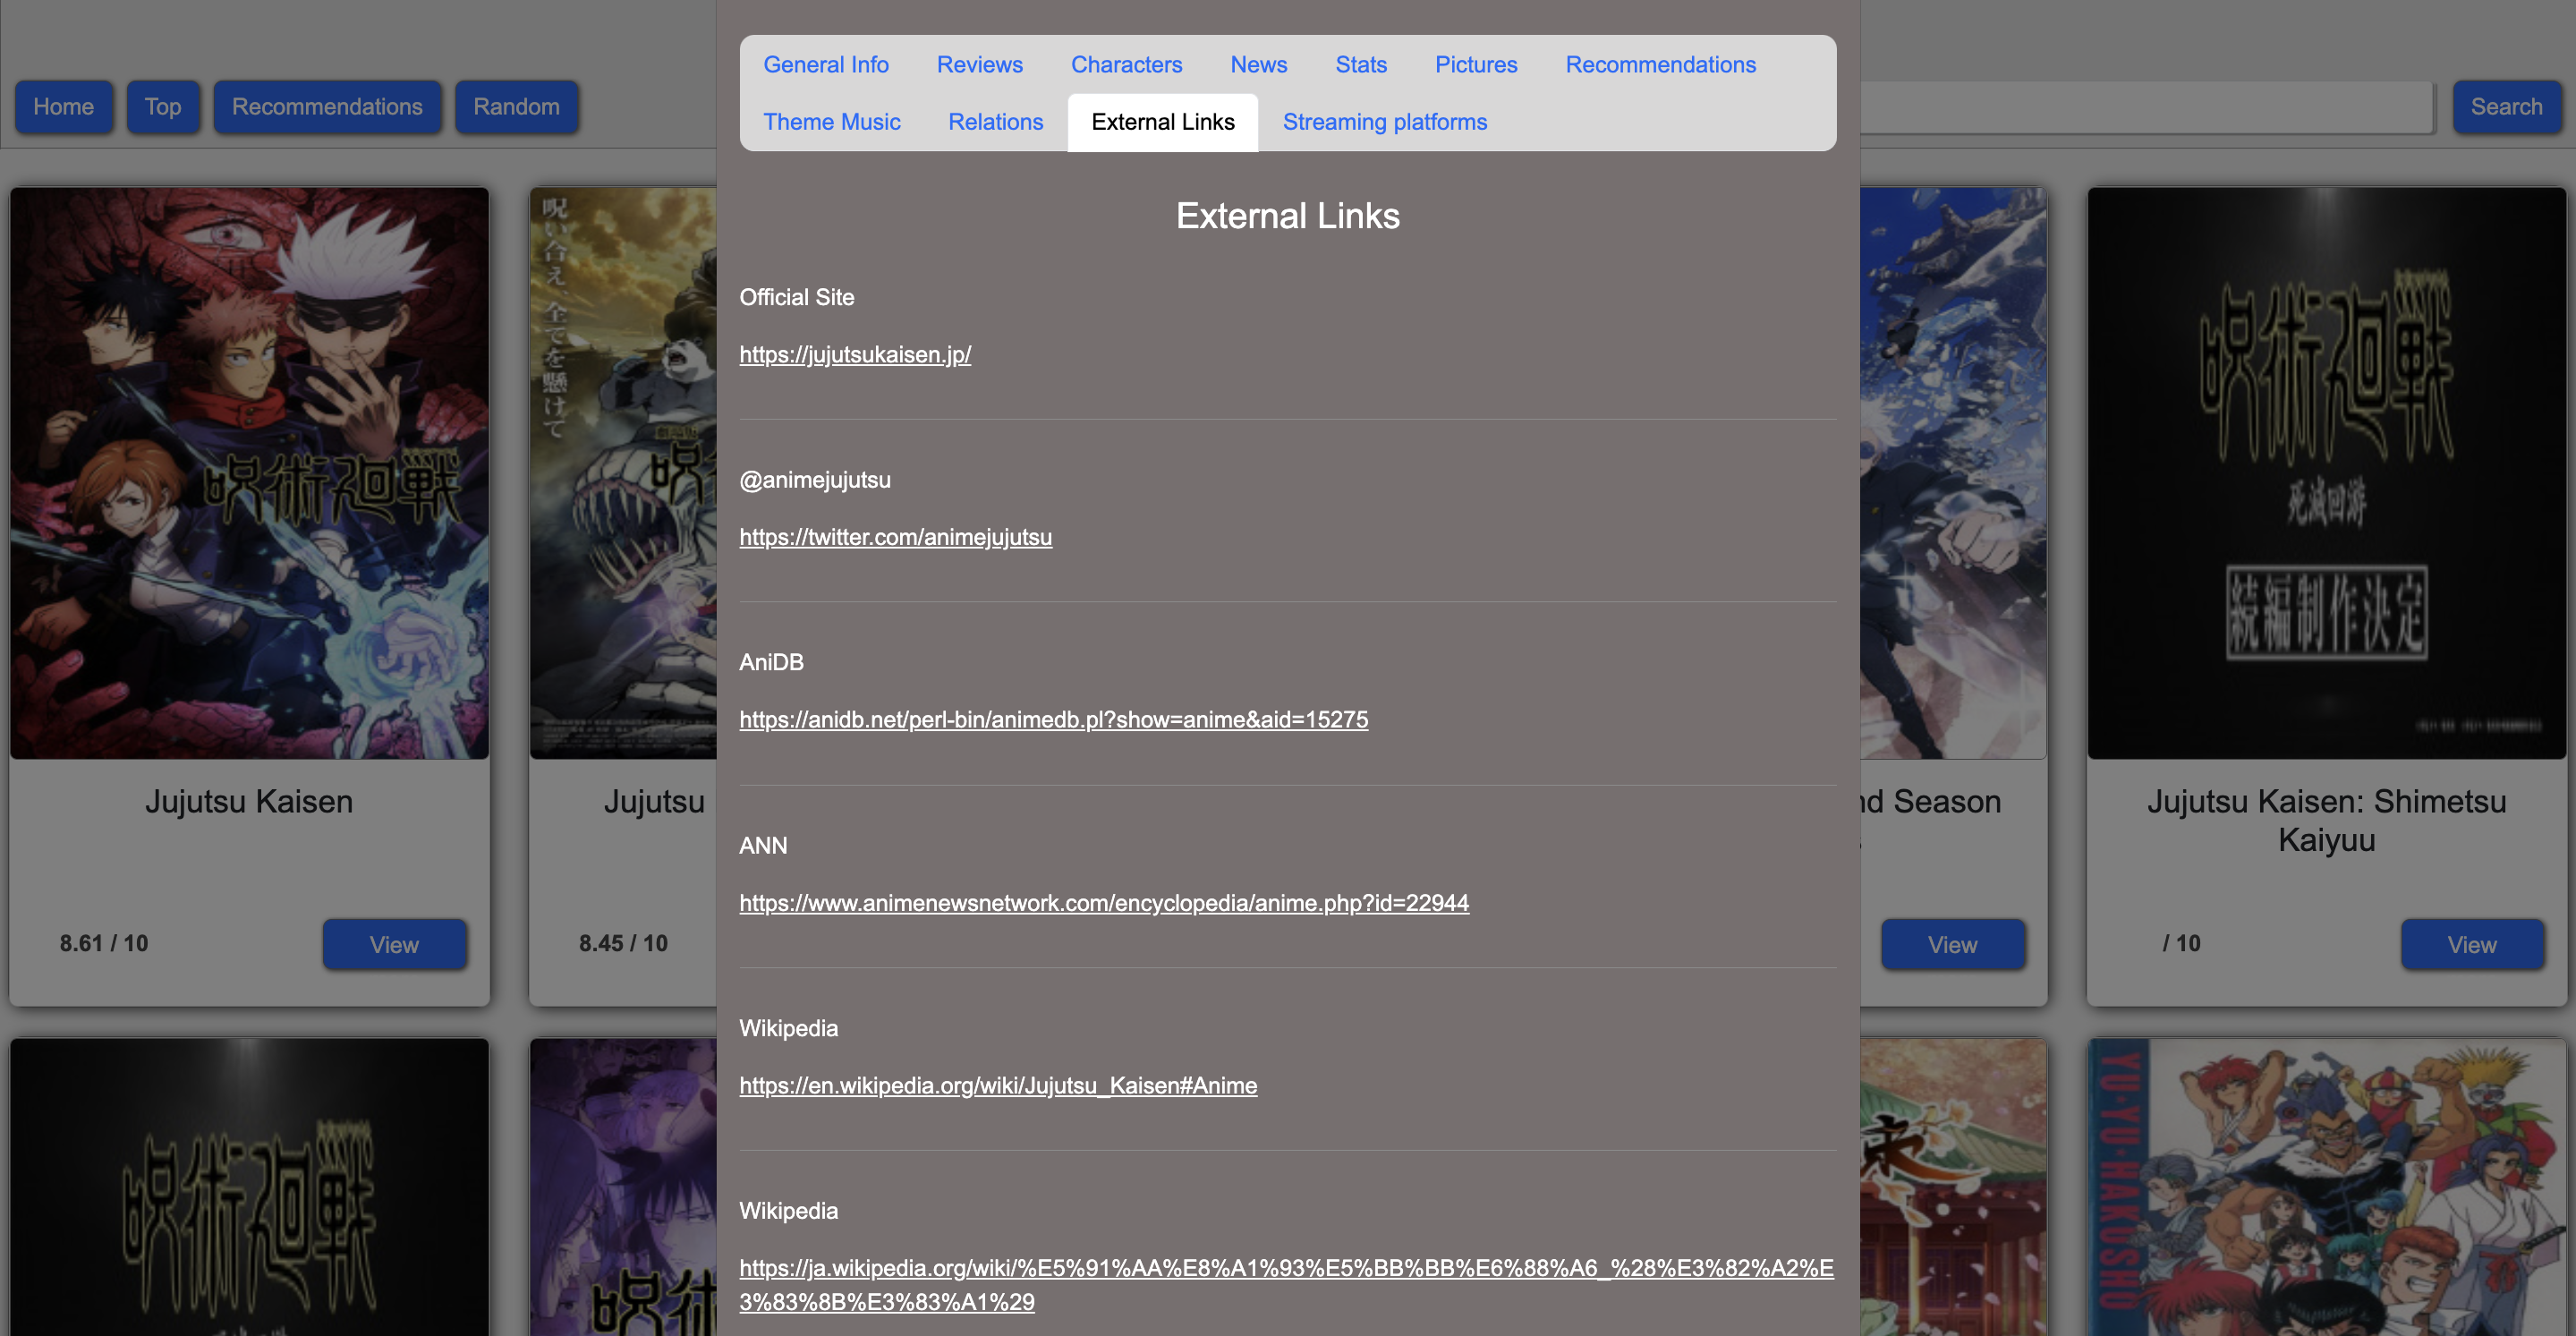 Home
Top
Recommendations
Random
Search
General Info
Reviews
Characters
News
Stats
Pictures
Recommendations
Theme Music
Relations
External Links
Streaming platforms
External Links
Official Site
https://jujutsukaisen.jp/
@animejujutsu
https://twitter.com/animejujutsu
AniDB
https://anidb.net/perl-bin/animedb.pl?show=anime&aid=15275
ANN
https://www.animenewsnetwork.com/encyclopedia/anime.php?id=22944
Wikipedia
https://en.wikipedia.org/wiki/Jujutsu_Kaisen#Anime
Wikipedia
https://ja.wikipedia.org/wiki/%E5%91%AA%E8%A1%93%E5%BB%BB%E6%88%A6_%28%E3%82%A2%E
3%83%8B%E3%83%A1%29
呪術廻戦
Jujutsu Kaisen
8.61 / 10
View
呪い合え、全てを懸けて
劇場版
呪
Jujutsu
8.45 / 10
nd Season
View
呪術廻戦
死滅回游
続編制作決定
Jujutsu Kaisen: Shimetsu
Kaiyuu
/ 10
View
呪術廻戦
呪術
YU・YU・HAKUSHO